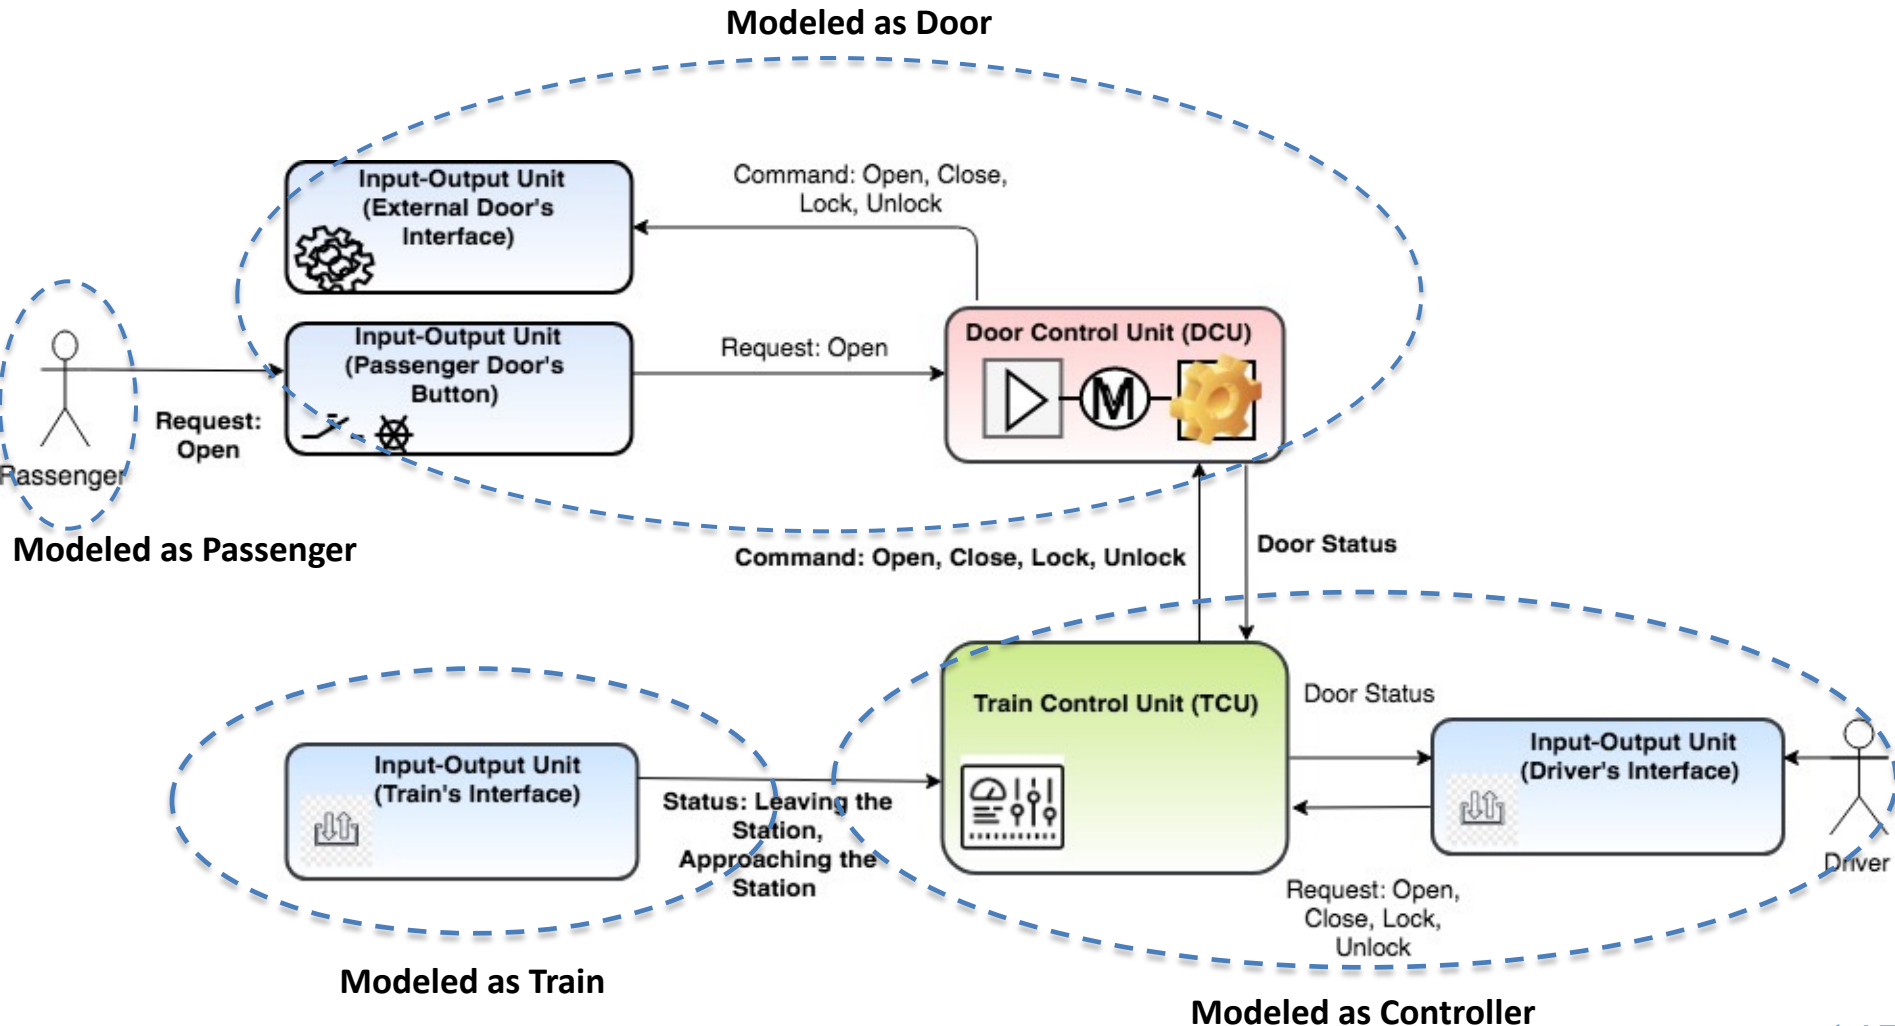 Modeled as Door
Input-Output Unit
(External Door's
Interface)
Command: Open, Close,
Lock, Unlock
Input-Output Unit
(Passenger Door's
Button)
Request: Open
Door Control Unit (DCU)
M
Request:
Open
Passenger
Modeled as Passenger
Command: Open, Close, Lock, Unlock
Door Status
Train Control Unit (TCU)
Door Status
Input-Output Unit
(Train's Interface)
Status: Leaving the
Station,
Approaching the
Station
Input-Output Unit
(Driver's Interface)
Driver
Request: Open,
Close, Lock,
Unlock
Modeled as Train
Modeled as Controller